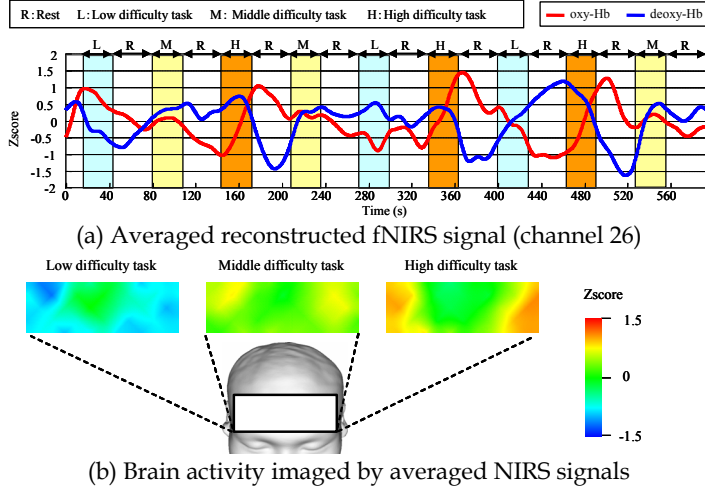 R : Rest L : Low difficulty task M : Middle difficulty task H : High difficulty task
oxy-Hb deoxy-Hb
L R M R H R M R L R H R L R H R M R
2
1.5
1
0.5
0
-0.5
-1
-1.5
-2
Zscore
0 40 80 120 160 200 240 280 320 360 400 440 480 520 560
Time (s)
(a) Averaged reconstructed fNIRS signal (channel 26)
Low difficulty task Middle difficulty task High difficulty task
Zscore
1.5
0
-1.5
(b) Brain activity imaged by averaged NIRS signals